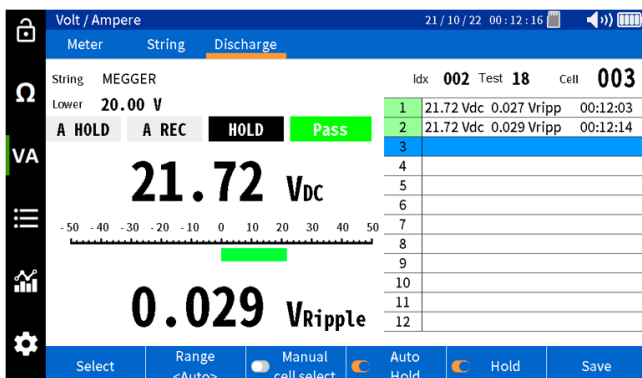 Volt / Ampere
21 / 10 / 22 00 : 12 : 16
Meter String Discharge
String MEGGER
Idx 002 Test 18 Cell 003
Lower 20.00 V
A HOLD A REC HOLD Pass
1 21.72 Vdc 0.027 Vripp 00:12:03
2 21.72 Vdc 0.029 Vripp 00:12:14
3
4
5
6
7
8
9
10
11
12
Ω
VA
21.72 VDC
-50 -40 -30 -20 -10 0 10 20 30 40 50
0.029 VRipple
Select
Range
<Auto>
Manual
cell select
Auto
Hold
Hold
Save